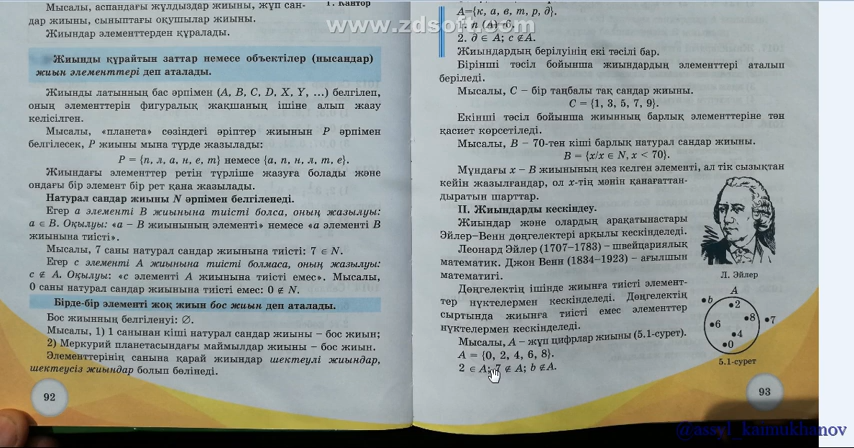 Мысалы, аспандағы жұлдыздар жиыны, жұп сан-
дар жиыны, сыныптағы оқушылар жиыны.
Жиындар элементтерден құралады.
Жиынды құрайтын заттар немесе объектілер (нысандар)
жиын элементтері деп аталады.
Жиынды латынның бас әрпімен (A, B, C, D, X, Y, ...) белгілеп,
оның элементтерін фигуралық жақшаның ішіне алып жазу
келісілген.
Мысалы, «планета» сөзіндегі әріптер жиынын P әрпімен
белгілесек, P жиыны мына түрде жазылады:
P = {п, л, а, н, е, т} немесе {а, п, н, л, т, е}.
Жиындағы элементтер ретін түрліше жазуға болады және
ондағы бір элемент бір рет қана жазылады.
Натурал сандар жиыны N әрпімен белгіленеді.
Егер a элементі B жиынына тиісті болса, оның жазылуы:
a ∈ B. Оқылуы: «a – B жиынының элементі» немесе «a элементі B
жиынына тиісті».
Мысалы, 7 саны натурал сандар жиынына тиісті: 7 ∈ N.
Егер c элементі A жиынына тиісті болмаса, оның жазылуы:
c ∉ A. Оқылуы: «c элементі A жиынына тиісті емес». Мысалы,
0 саны натурал сандар жиынына тиісті емес: 0 ∉ N.
Бірде-бір элементі жоқ жиын бос жиын деп аталады.
Бос жиынның белгіленуі: ∅.
Мысалы, 1) 1 санынан кіші натурал сандар жиыны – бос жиын;
2) Меркурий планетасындағы маймылдар жиыны – бос жиын.
Элементтерінің санына қарай жиындар шектеулі жиындар,
шектеусіз жиындар болып бөлінеді.
92
Г. Кантор
A={к, а, в, т, р, д}.
1. n (A)=6.
2. д ∈ A; c ∉ A.
Жиындардың берілуінің екі тәсілі бар.
Бірінші тәсіл бойынша жиындардың элементтері аталып
беріледі.
Мысалы, C – бір таңбалы тақ сандар жиыны.
C = {1, 3, 5, 7, 9}.
Екінші тәсіл бойынша жиынның барлық элементтеріне тән
қасиет көрсетіледі.
Мысалы, B – 70-тен кіші барлық натурал сандар жиыны.
B = {x/x ∈ N, x < 70}.
Мұндағы x – B жиынының кез келген элементі, ал тік сызықтан
кейін жазылғандар, ол x-тің мәнін қанағаттан-
дыратын шарттар.
II. Жиындарды кескіндеу.
Жиындар және олардың арақатынастары
Эйлер–Венн дөңгелектері арқылы кескінделеді.
Леонард Эйлер (1707–1783) – швейцариялық
математик. Джон Венн (1834–1923) – ағылшын
математигі.
Дөңгелектің ішінде жиынға тиісті элемент-
тер нүктелермен кескінделеді. Дөңгелектің
сыртында жиынға тиісті емес элементтер
нүктелермен кескінделеді.
Мысалы, A – жұп цифрлар жиыны (5.1-сурет).
A = {0, 2, 4, 6, 8}.
2 ∈ A; 7 ∉ A; b ∉ A.
Л. Эйлер
A
b
2
8
7
6
4
0
5.1-сурет
93
www.zdsoft.com
@assyl_kaimukhanov